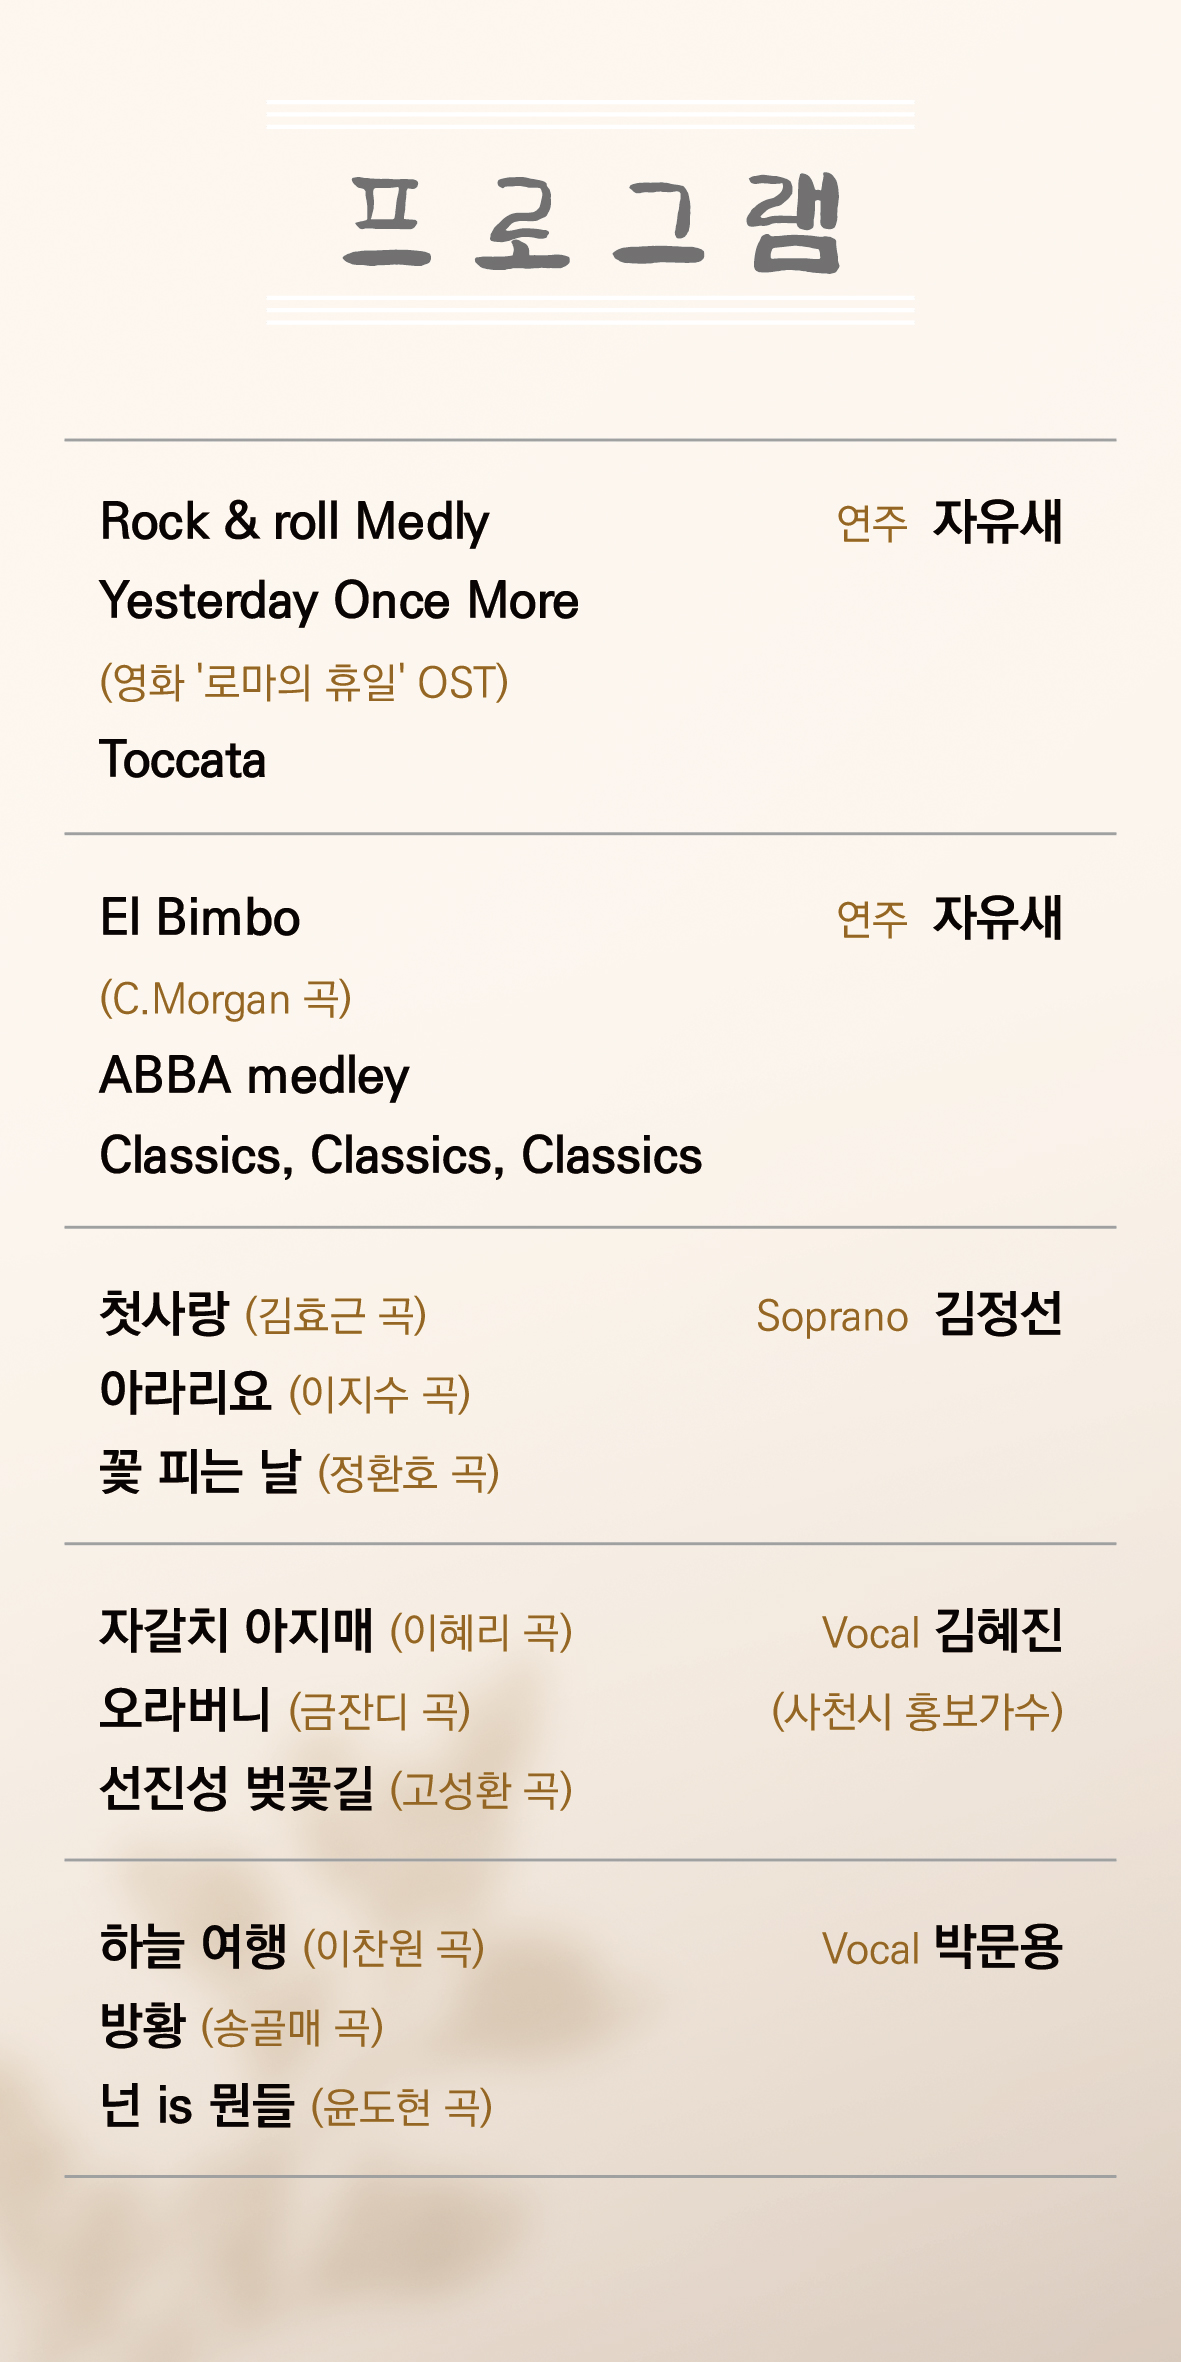 프로그램
Rock & roll Medly 연주 자유새
Yesterday Once More
(영화 '로마의 휴일' OST)
Toccata
El Bimbo 연주 자유새
(C.Morgan 곡)
ABBA medley
Classics, Classics, Classics
첫사랑 (김효근 곡) Soprano 김정선
아라리요 (이지수 곡)
꽃 피는 날 (정환호 곡)
자갈치 아지매 (이혜리 곡) Vocal 김혜진
오라버니 (금잔디 곡) (사천시 홍보가수)
선진성 벚꽃길 (고성환 곡)
하늘 여행 (이찬원 곡) Vocal 박문용
방황 (송골매 곡)
넌 is 뭔들 (윤도현 곡)